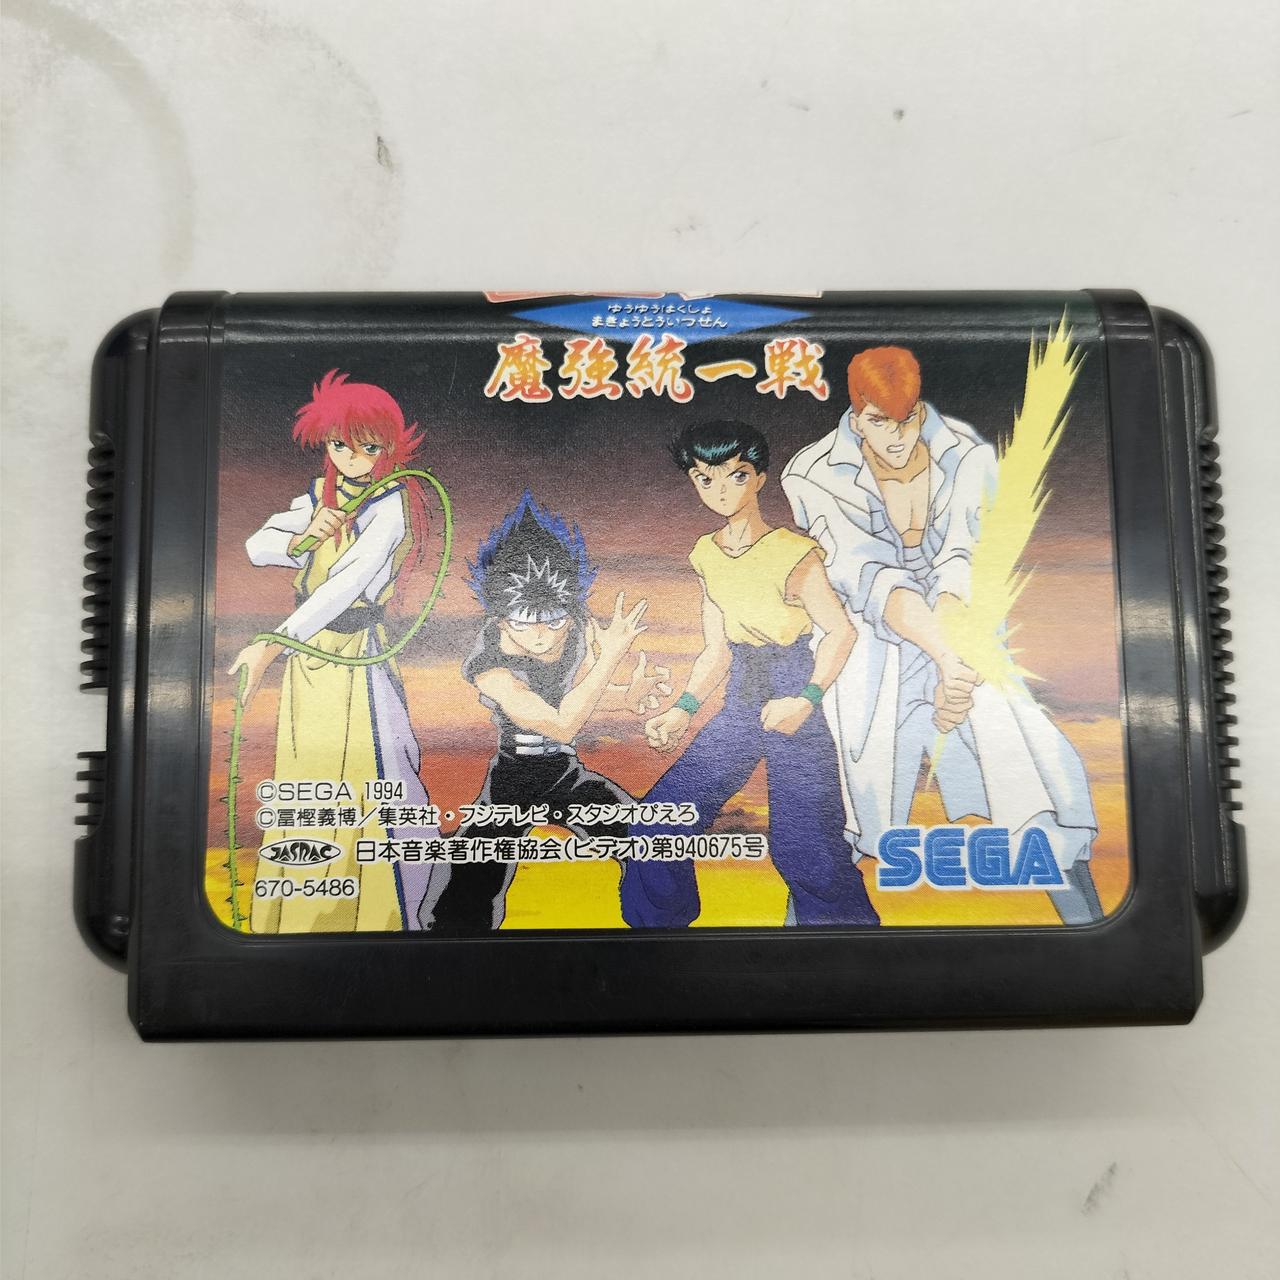 ゆうゆうはくしょ
まきょうとういつせん
魔強統一戦
©SEGA 1994
©冨樫義博／集英社・フジテレビ・スタジオぴえろ
JASRAC 日本音楽著作権協会(ビデオ)第940675号
670-5486
SEGA